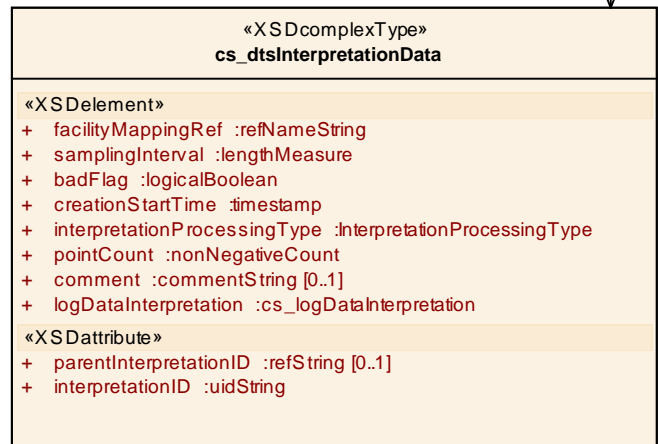 «XSDcomplexType»
cs_dtsInterpretationData
«XSDelement»
+ facilityMappingRef :refNameString
+ samplingInterval :lengthMeasure
+ badFlag :logicalBoolean
+ creationStartTime :timestamp
+ interpretationProcessingType :InterpretationProcessingType
+ pointCount :nonNegativeCount
+ comment :commentString [0..1]
+ logDataInterpretation :cs_logDataInterpretation
«XSDattribute»
+ parentInterpretationID :refString [0..1]
+ interpretationID :uidString